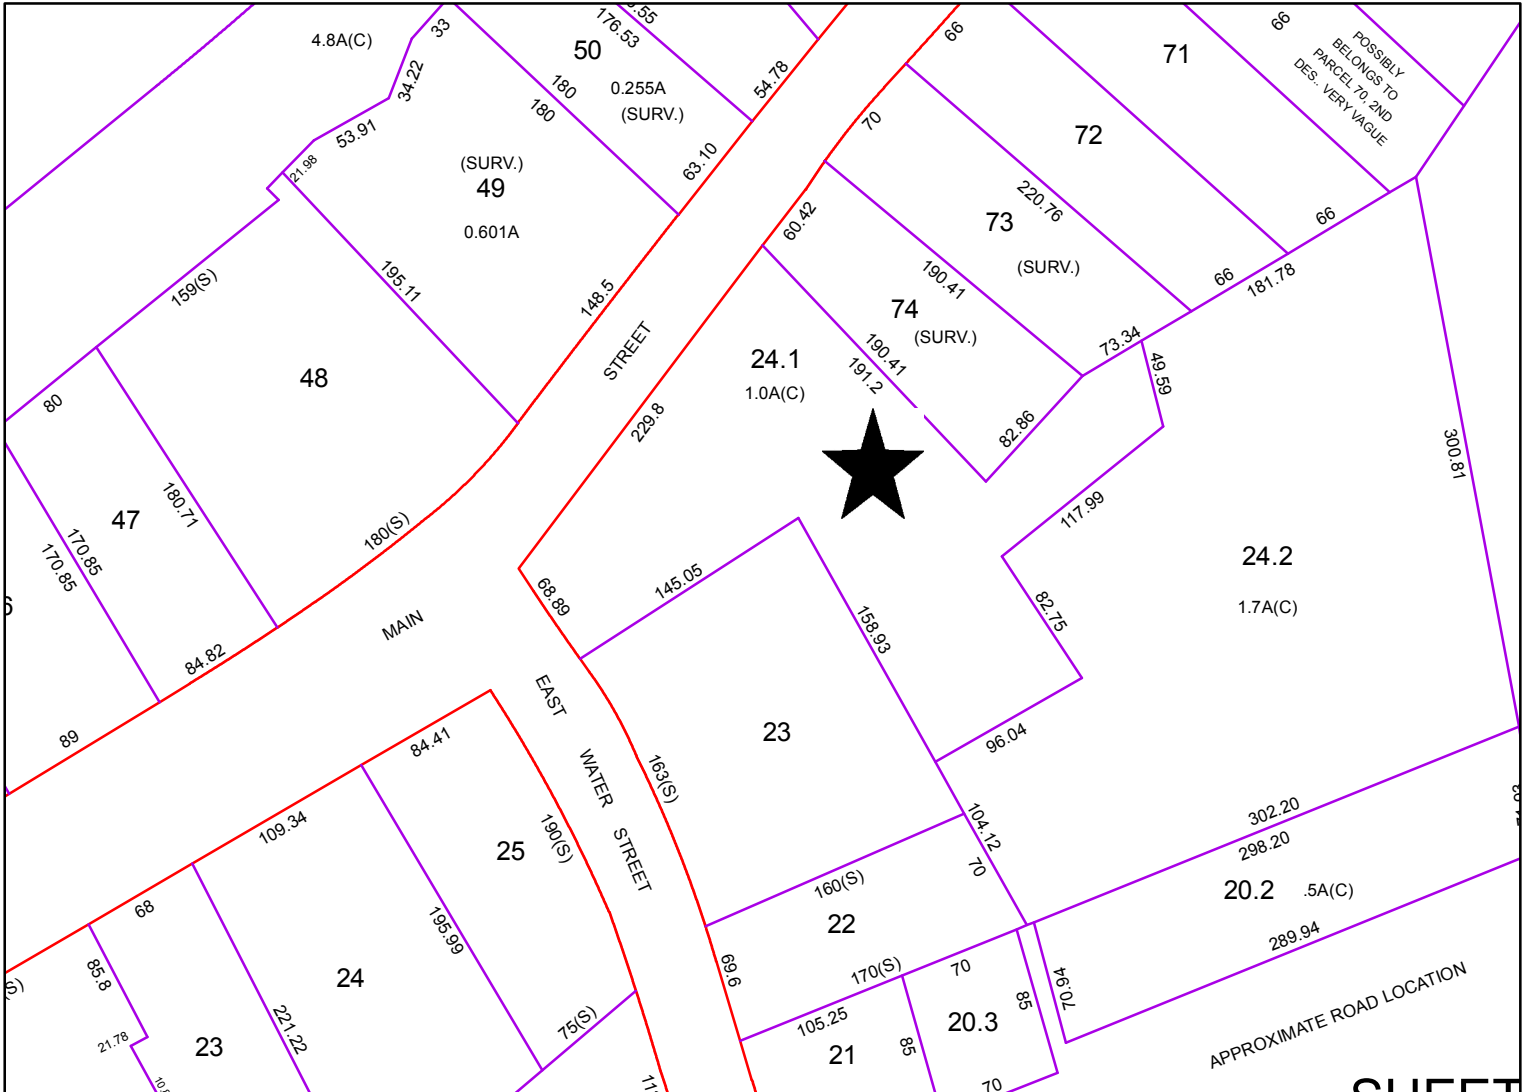 4.8A(C)
33
34.22
53.91
21.98
50
176.53
180
180
0.255A
(SURV.)
54.78
63.10
(SURV.)
49
0.601A
195.11
148.5
159(S)
80
48
47
180.71
170.85
170.85
180(S)
84.82
89
66
70
60.42
71
66
POSSIBLY
BELONGS TO
PARCEL 70, 2ND
DES.. VERY VAGUE
72
220.76
73
(SURV.)
190.41
74
(SURV.)
190.41
191.2
66
66
181.78
73.34
49.59
82.86
117.99
82.75
96.04
300.81
24.1
1.0A(C)
STREET
229.8
MAIN
68.89
145.05
158.93
24.2
1.7A(C)
EAST
WATER
STREET
163(S)
23
84.41
109.34
68
25
190(S)
195.99
24
221.22
85.8
21.78
23
75(S)
104.12
70
160(S)
22
69.6
170(S)
70
105.25
21
85
20.3
85
70
70.94
302.20
298.20
20.2
.5A(C)
289.94
APPROXIMATE ROAD LOCATION
SHEET